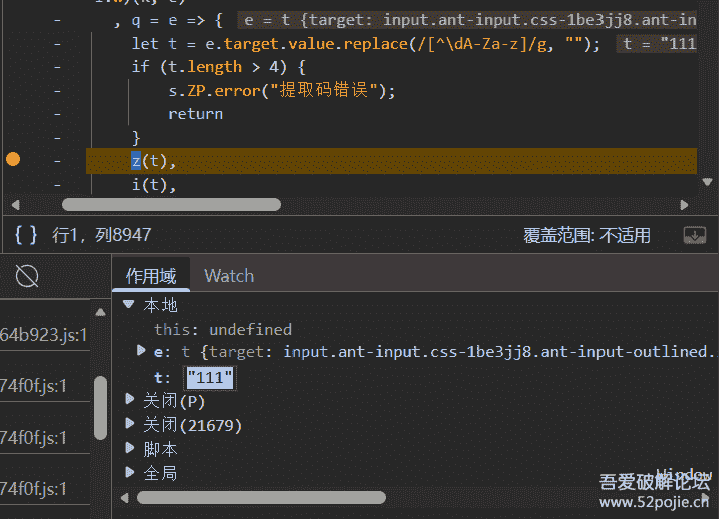 - , q = e => { e = t {target: input.ant-input.css-1be3jj8.ant-in
- let t = e.target.value.replace(/[^\dA-Za-z]/g, ""); t = "111
- if (t.length > 4) {
- s.ZP.error("提取码错误");
- return
- }
- z(t),
- i(t),
{ } 行1，列8947 覆盖范围: 不适用
作用域 Watch
本地
this: undefined
64b923.js:1
e: t {target: input.ant-input.css-1be3jj8.ant-input-outlined.
t: "111"
74f0f.js:1
关闭(P)
关闭(21679)
74f0f.js:1
脚本
全局
Window
74f0f.js:1
吾爱破解论坛
www.52pojie.cn